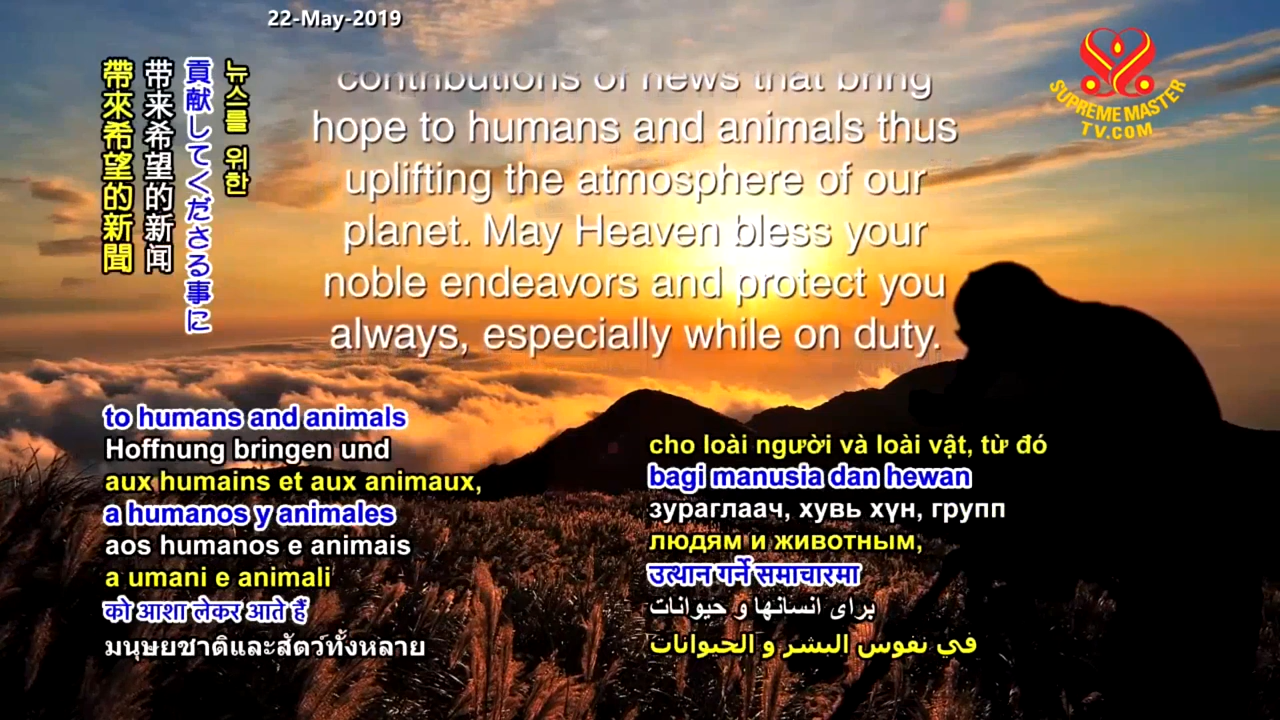 22-May-2019
SUPREME MASTER
TV.COM
contributions of news that bring
hope to humans and animals thus
uplifting the atmosphere of our
planet. May Heaven bless your
noble endeavors and protect you
always, especially while on duty.
뉴스를 위한
貢献してくださる事に
带来希望的新闻
帶來希望的新聞
to humans and animals
Hoffnung bringen und
aux humains et aux animaux,
a humanos y animales
aos humanos e animais
a umani e animali
को आशा लेकर आते हैं
มนุษยชาติและสัตว์ทั้งหลาย
cho loài người và loài vật, từ đó
bagi manusia dan hewan
зураглаач, хувь хүн, групп
людям и животным,
उत्थान गर्ने समाचारमा
برای انسانها و حیوانات
في نفوس البشر و الحيوانات